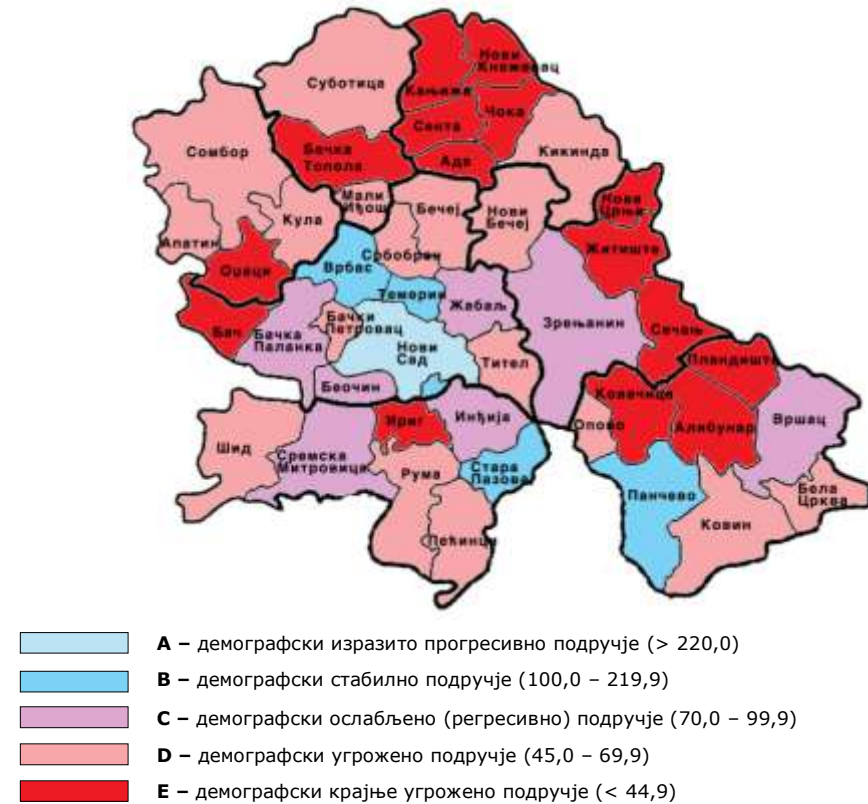 Суботица
Нови
Кнежевац
Кањижа
Чока
Сента
Ада
Сомбор
Бачка
Топола
Кикинда
Мали
Иђош
Бечеј
Нови
Бечеј
Нова
Црња
Кула
Апатин
Србобран
Житиште
Оџаци
Врбас
Темерин
Жабаљ
Зрењанин
Сечањ
Бач
Бачка
Паланка
Бачки
Петровац
Нови
Сад
Тител
Пландиште
Беочин
Ковачица
Вршац
Ириг
Инђија
Опово
Алибунар
Шид
Сремска
Митровица
Рума
Стара
Пазова
Панчево
Бела
Црква
Ковин
Пећинци
A – демографски изразито прогресивно подручје (> 220,0)
B – демографски стабилно подручје (100,0 – 219,9)
C – демографски ослабљено (регресивно) подручје (70,0 – 99,9)
D – демографски угрожено подручје (45,0 – 69,9)
E – демографски крајње угрожено подручје (< 44,9)